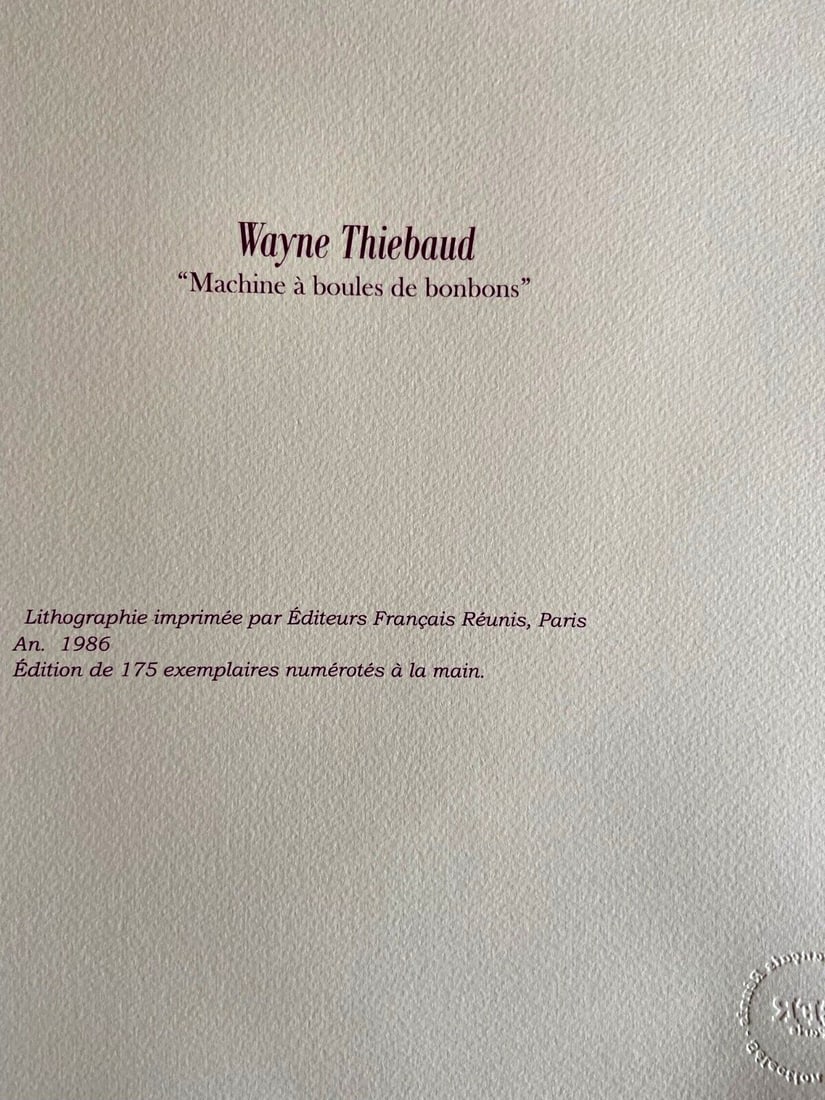 Wayne Thiebaud
“Machine à boules de bonbons”
Lithographie imprimée par Éditeurs Français Réunis, Paris
An. 1986
Édition de 175 exemplaires numérotés à la main.